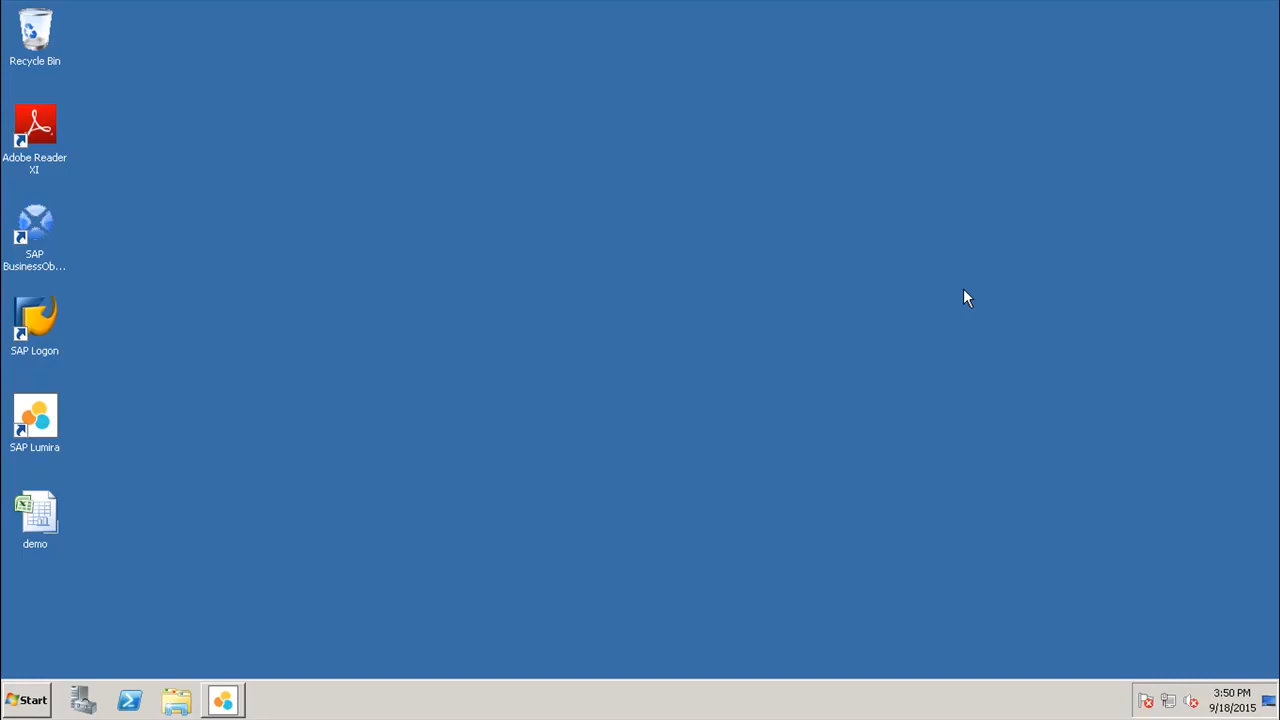 Recycle Bin
Adobe Reader
XI
SAP
BusinessOb...
SAP Logon
SAP Lumira
demo
Start
3:50 PM
9/18/2015